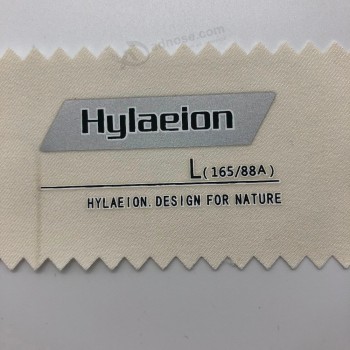 Hylaeion
L(165/88A)
HYLAEION.DESIGN FOR NATURE